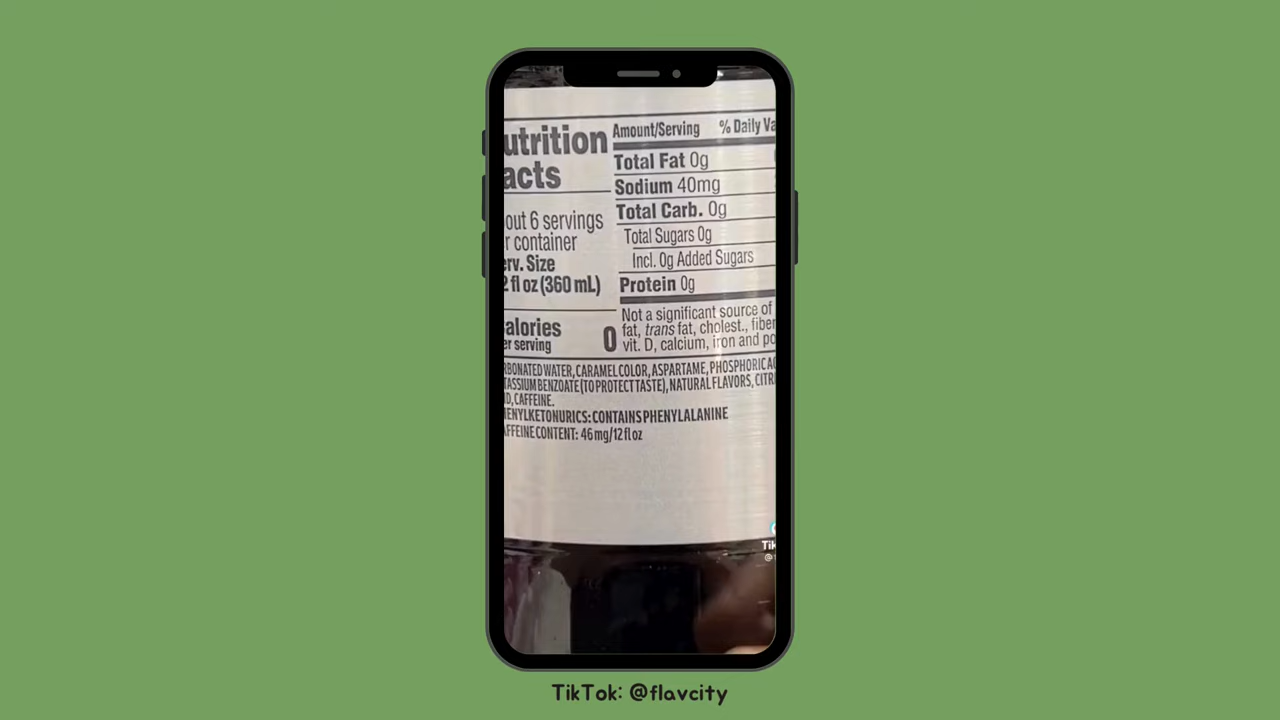 utrition
acts
out 6 servings
r container
erv. Size
2 fl oz (360 mL)
alories
er serving
0
Amount/Serving % Daily Va
Total Fat 0g
Sodium 40mg
Total Carb. 0g
Total Sugars 0g
Incl. 0g Added Sugars
Protein 0g
Not a significant source of
fat, trans fat, cholest., fiber
vit. D, calcium, iron and po
RBONATED WATER, CARAMEL COLOR, ASPARTAME, PHOSPHORIC AC
TASSIUM BENZOATE (TO PROTECT TASTE), NATURAL FLAVORS, CITR
D, CAFFEINE.
ENYLKETONURICS: CONTAINS PHENYLALANINE
AFFEINE CONTENT: 46 mg/12 fl oz
Tik
@
TikTok: @flavcity